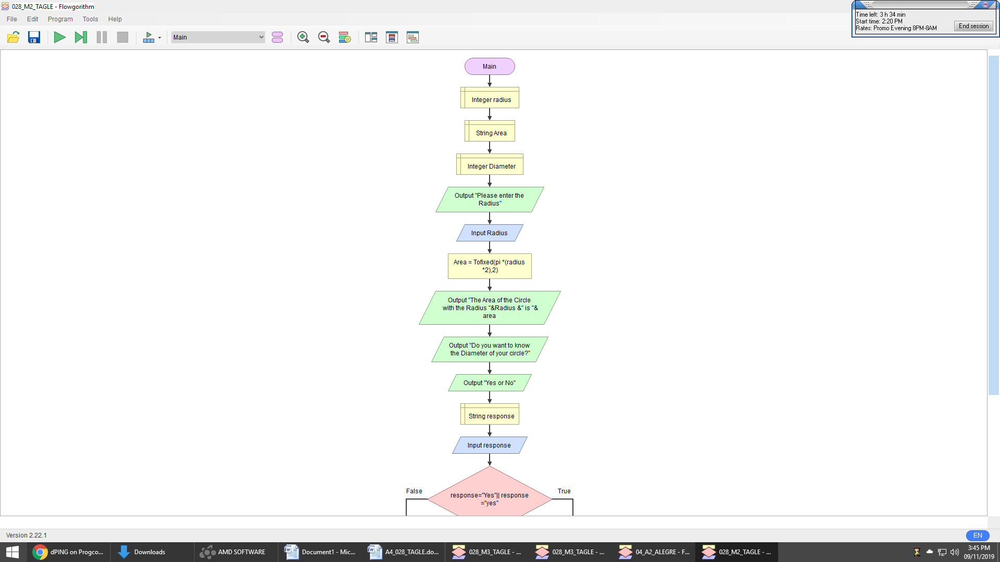 028_M2_TAGLE - Flowgorithm
File Edit Program Tools Help
Main
Time left: 3 h 34 min
Start time: 2:20 PM
Rates: Promo Evening 8PM-8AM
End session
Main
Integer radius
String Area
Integer Diameter
Output "Please enter the
Radius"
Input Radius
Area = Tofixed(pi *(radius
*2),2)
Output "The Area of the Circle
with the Radius "&Radius &" is "&
area
Output "Do you want to know
the Diameter of your circle?"
Output "Yes or No"
String response
Input response
False
True
response="Yes"|| response
="yes"
Version 2.22.1
EN
dPING on Progco...
Downloads
AMD SOFTWARE
Document1 - Mic...
A4_028_TAGLE.do...
028_M3_TAGLE - ...
028_M3_TAGLE - ...
04_A2_ALEGRE - F...
028_M2_TAGLE - ...
3:45 PM
09/11/2019